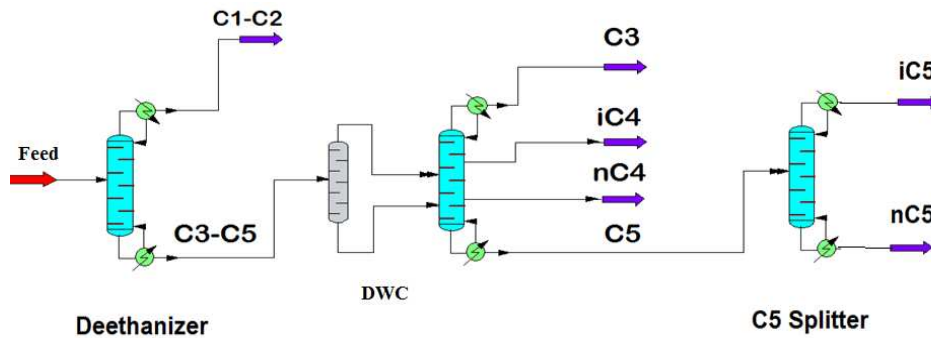 C1-C2
C3
iC5
iC4
Feed
nC4
C3-C5
C5
nC5
DWC
Deethanizer
C5 Splitter